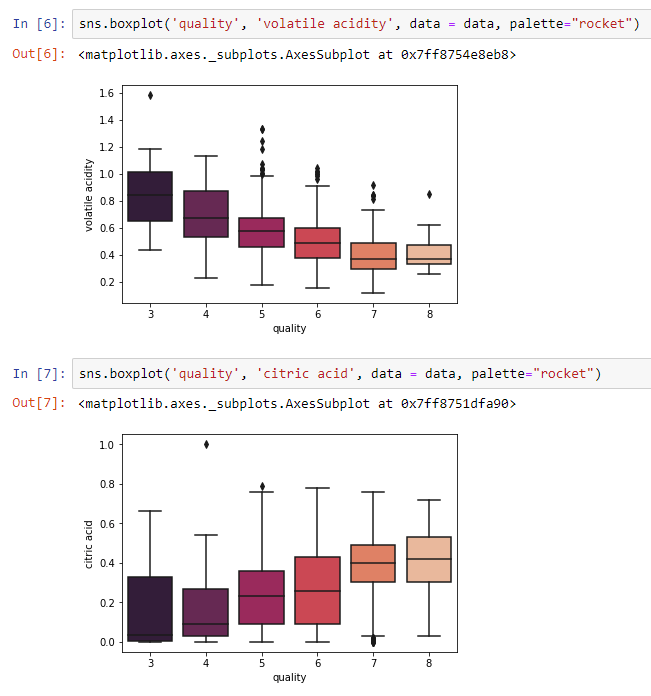 In [6]: sns.boxplot('quality', 'volatile acidity', data = data, palette="rocket")
Out[6]: <matplotlib.axes._subplots.AxesSubplot at 0x7ff8754e8eb8>
1.6
1.4
1.2
1.0
0.8
0.6
0.4
0.2
volatile acidity
3 4 5 6 7 8
quality
In [7]: sns.boxplot('quality', 'citric acid', data = data, palette="rocket")
Out[7]: <matplotlib.axes._subplots.AxesSubplot at 0x7ff8751dfa90>
1.0
0.8
0.6
0.4
0.2
0.0
citric acid
3 4 5 6 7 8
quality